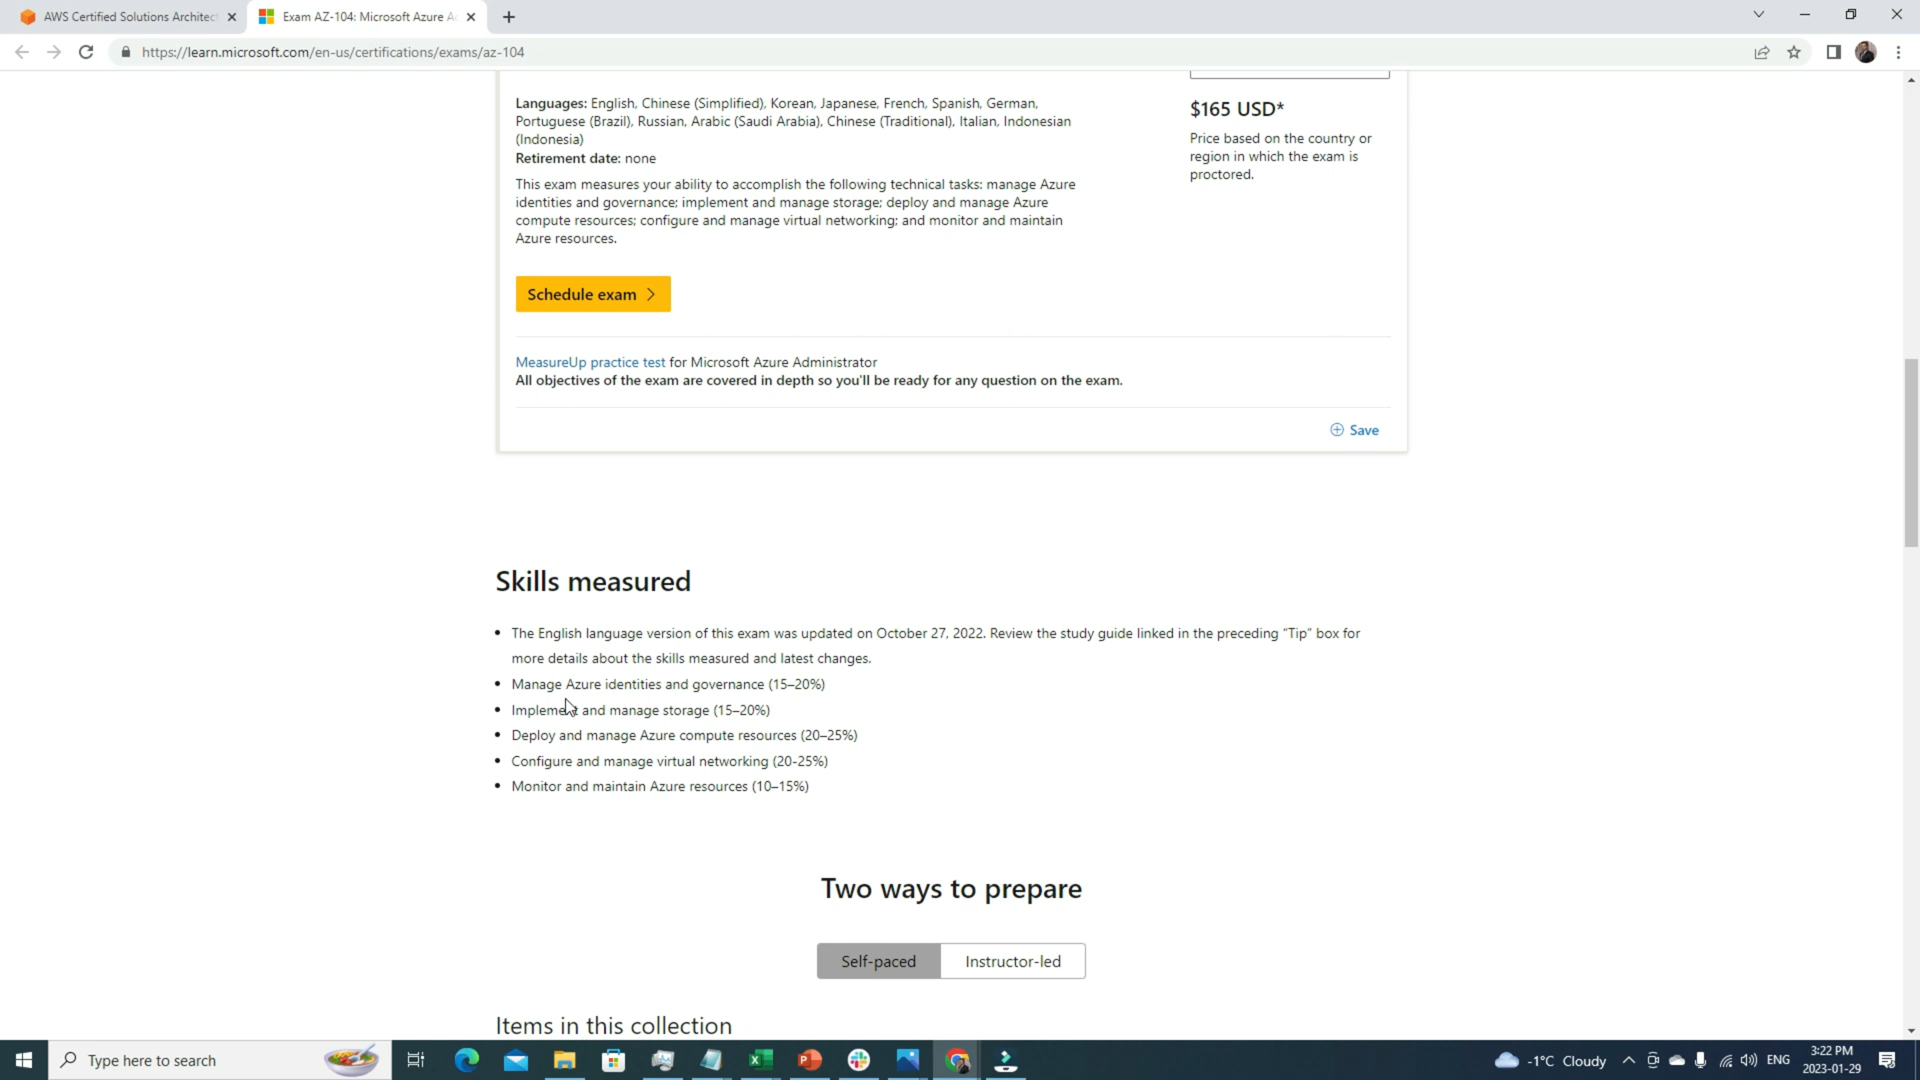 AWS Certified Solutions Architect
Exam AZ-104: Microsoft Azure A
https://learn.microsoft.com/en-us/certifications/exams/az-104
Languages: English, Chinese (Simplified), Korean, Japanese, French, Spanish, German,
Portuguese (Brazil), Russian, Arabic (Saudi Arabia), Chinese (Traditional), Italian, Indonesian
(Indonesia)
Retirement date: none
This exam measures your ability to accomplish the following technical tasks: manage Azure
identities and governance; implement and manage storage; deploy and manage Azure
compute resources; configure and manage virtual networking; and monitor and maintain
Azure resources.
$165 USD*
Price based on the country or
region in which the exam is
proctored.
Schedule exam
MeasureUp practice test for Microsoft Azure Administrator
All objectives of the exam are covered in depth so you'll be ready for any question on the exam.
Save
Skills measured
• The English language version of this exam was updated on October 27, 2022. Review the study guide linked in the preceding “Tip” box for
more details about the skills measured and latest changes.
• Manage Azure identities and governance (15–20%)
• Implement and manage storage (15–20%)
• Deploy and manage Azure compute resources (20–25%)
• Configure and manage virtual networking (20-25%)
• Monitor and maintain Azure resources (10–15%)
Two ways to prepare
Self-paced
Instructor-led
Items in this collection
Type here to search
-1°C Cloudy
ENG
3:22 PM
2023-01-29